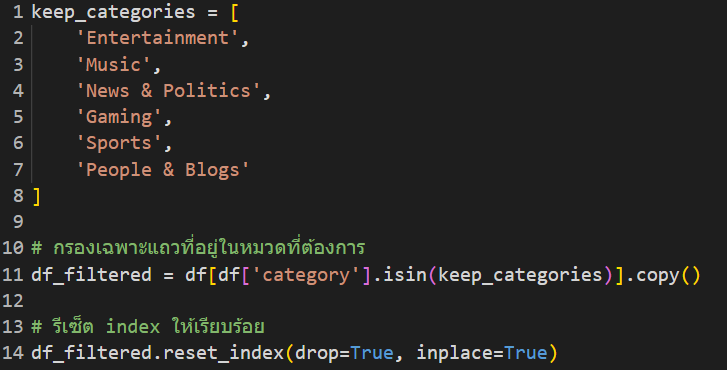 1 keep_categories = [
2     'Entertainment',
3     'Music',
4     'News & Politics',
5     'Gaming',
6     'Sports',
7     'People & Blogs'
8 ]
9
10 # กรองเฉพาะแถวที่อยู่ในหมวดที่ต้องการ
11 df_filtered = df[df['category'].isin(keep_categories)].copy()
12
13 # รีเซ็ต index ให้เรียบร้อย
14 df_filtered.reset_index(drop=True, inplace=True)